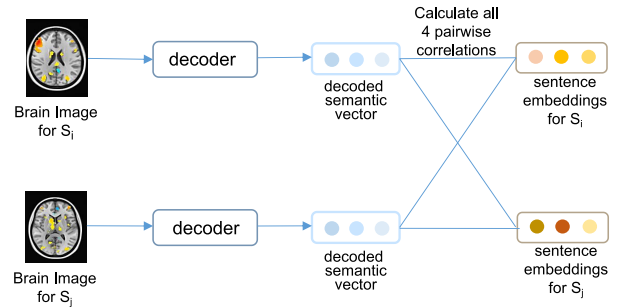 Calculate all
4 pairwise
correlations
decoder
Brain Image
for Si
decoded
semantic
vector
sentence
embeddings
for Si
decoder
Brain Image
for Sj
decoded
semantic
vector
sentence
embeddings
for Sj